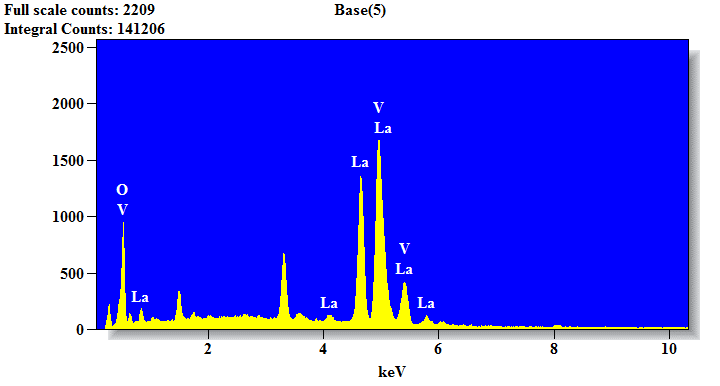 Full scale counts: 2209
Base(5)
Integral Counts: 141206
2500
2000
1500
1000
500
0
O
V
La
La
La
V
La
V
La
La
2
4
6
8
10
keV